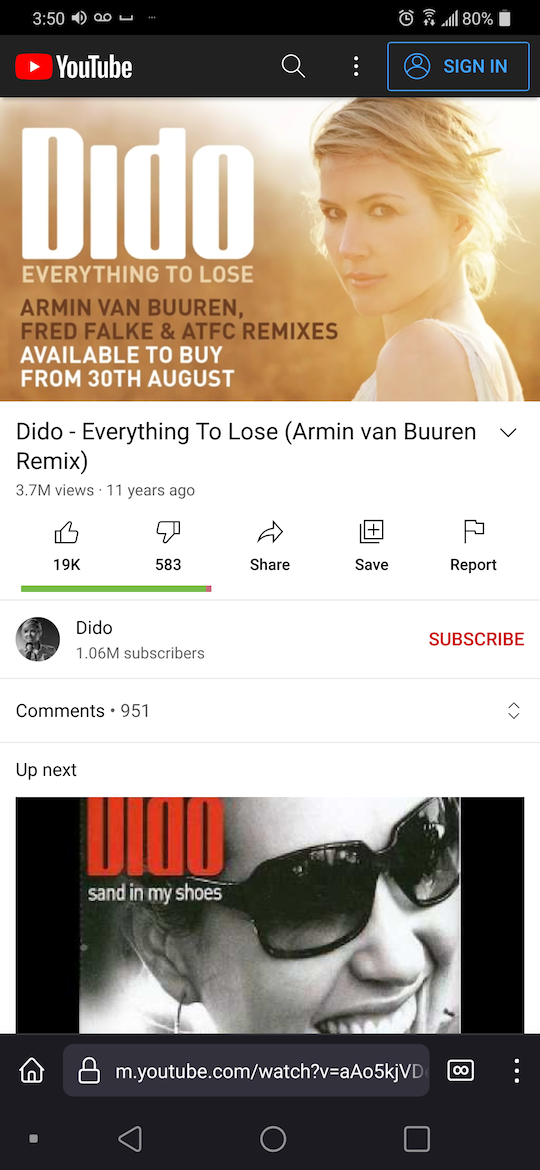 3:50
80%
YouTube
SIGN IN
Dido
EVERYTHING TO LOSE
ARMIN VAN BUUREN,
FRED FALKE & ATFC REMIXES
AVAILABLE TO BUY
FROM 30TH AUGUST
Dido - Everything To Lose (Armin van Buuren
Remix)
3.7M views · 11 years ago
19K
583
Share
Save
Report
Dido
1.06M subscribers
SUBSCRIBE
Comments • 951
Up next
Dido
sand in my shoes
m.youtube.com/watch?v=aAo5kjVD
∞